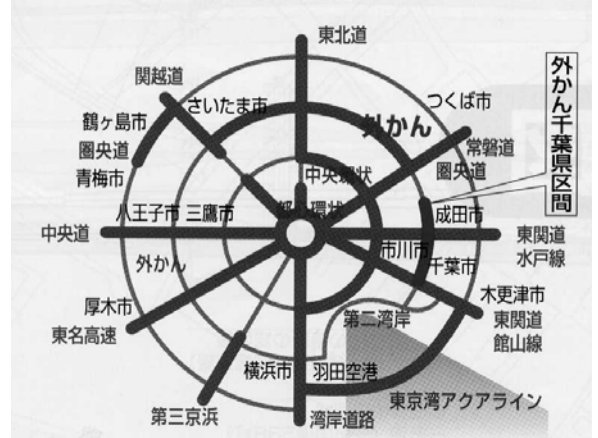 東北道
関越道
さいたま市
つくば市
鶴ヶ島市
外かん
圏央道
常磐道
圏央道
青梅市
中央環状
外かん千葉県区間
八王子市
三鷹市
都心環状
成田市
中央道
東関道
水戸線
市川市
外かん
千葉市
厚木市
木更津市
東名高速
第二湾岸
東関道
館山線
横浜市
羽田空港
東京湾アクアライン
第三京浜
湾岸道路